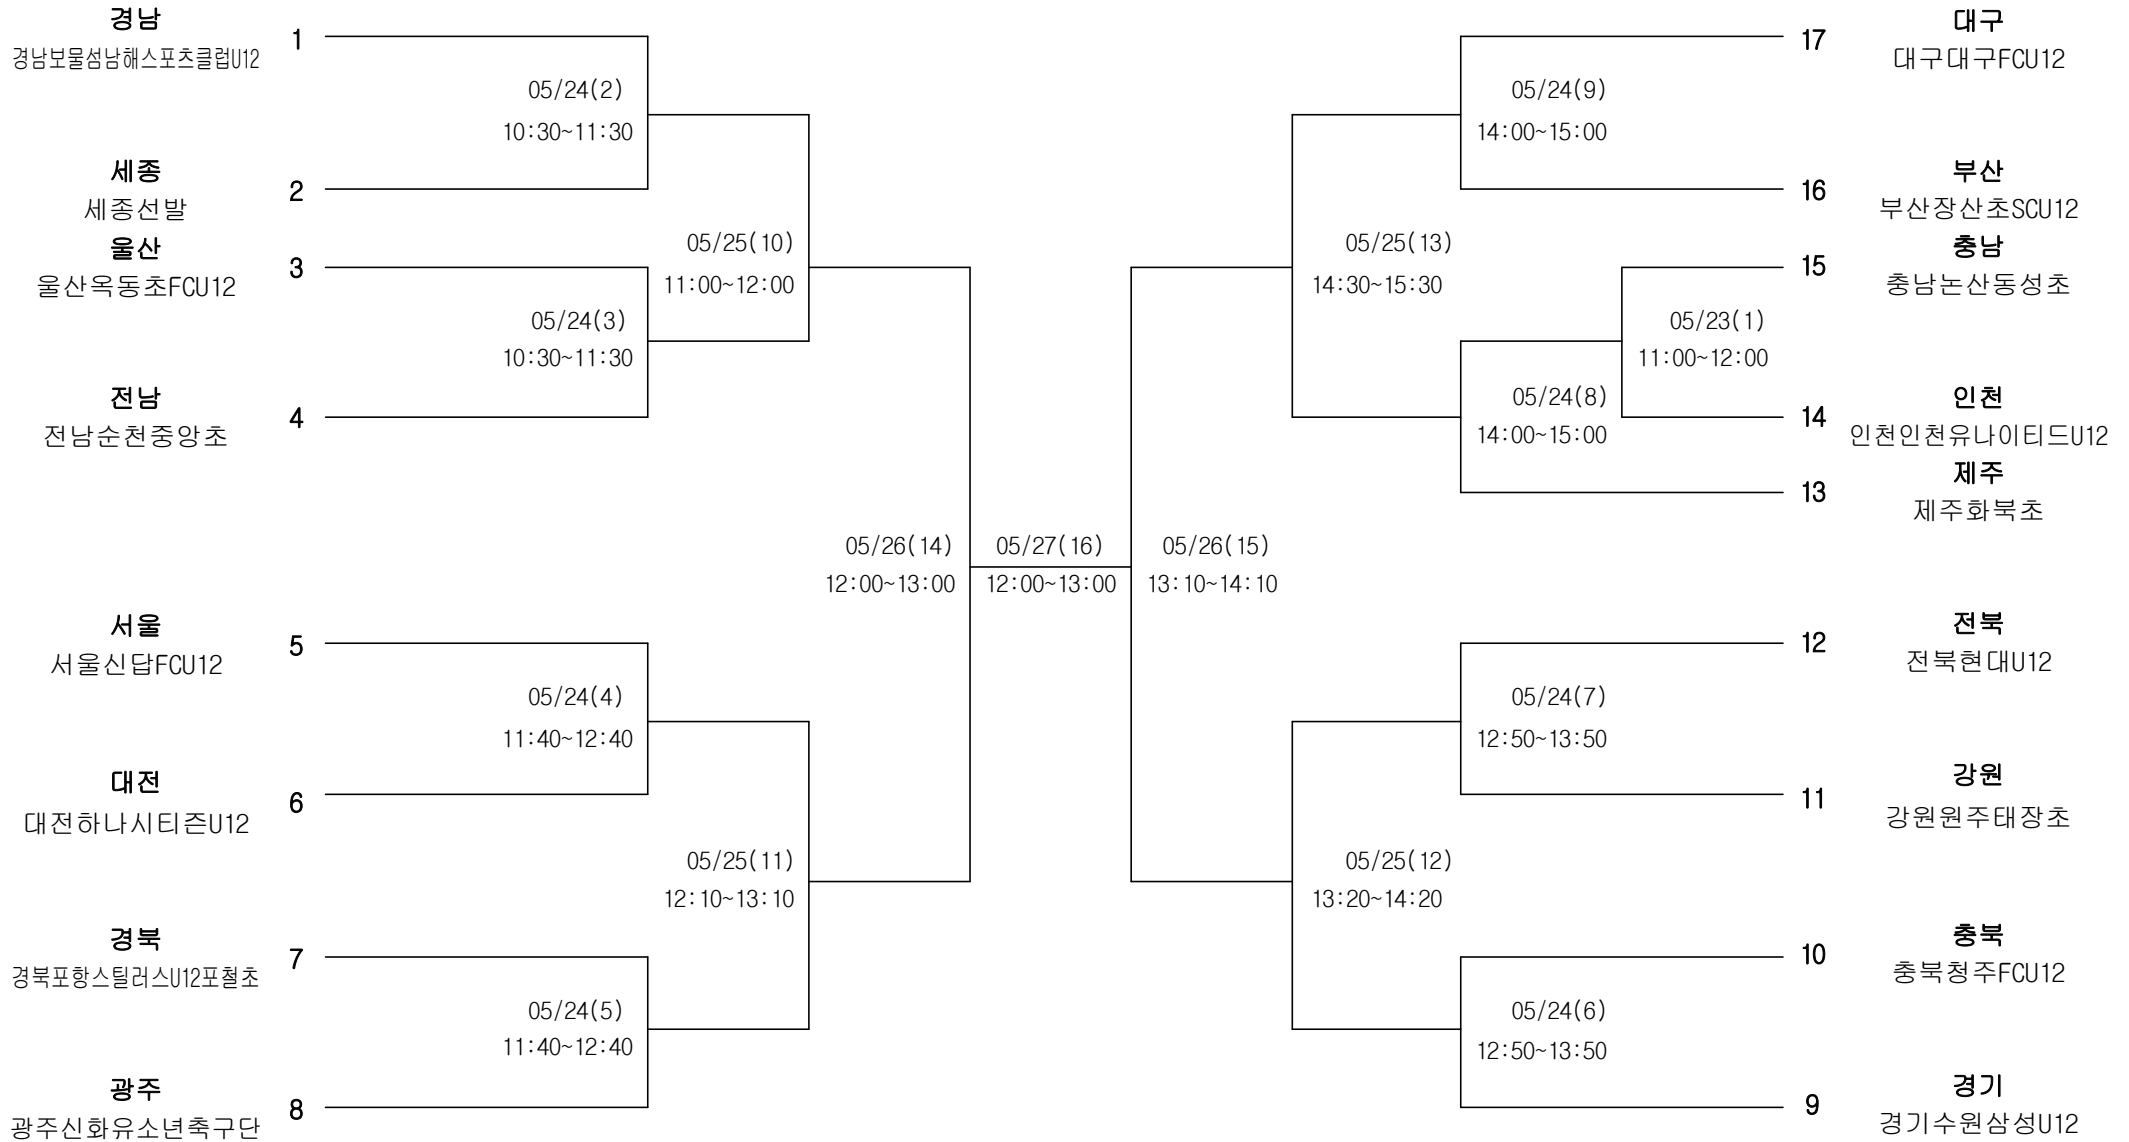 경남
경남보물섬남해스포츠클럽U12
1
05/24(2)
10:30~11:30
세종
세종선발
2
05/25(10)
11:00~12:00
울산
울산옥동초FCU12
3
05/24(3)
10:30~11:30
전남
전남순천중앙초
4
05/26(14)
12:00~13:00
서울
서울신답FCU12
5
05/24(4)
11:40~12:40
대전
대전하나시티즌U12
6
05/25(11)
12:10~13:10
경북
경북포항스틸러스U12포철초
7
05/24(5)
11:40~12:40
광주
광주신화유소년축구단
8
05/27(16)
12:00~13:00
17
대구
대구대구FCU12
05/24(9)
14:00~15:00
16
부산
부산장산초SCU12
05/25(13)
14:30~15:30
15
충남
충남논산동성초
05/23(1)
11:00~12:00
05/24(8)
14:00~15:00
14
인천
인천인천유나이티드U12
13
제주
제주화북초
05/26(15)
13:10~14:10
12
전북
전북현대U12
05/24(7)
12:50~13:50
11
강원
강원원주태장초
05/25(12)
13:20~14:20
10
충북
충북청주FCU12
05/24(6)
12:50~13:50
9
경기
경기수원삼성U12